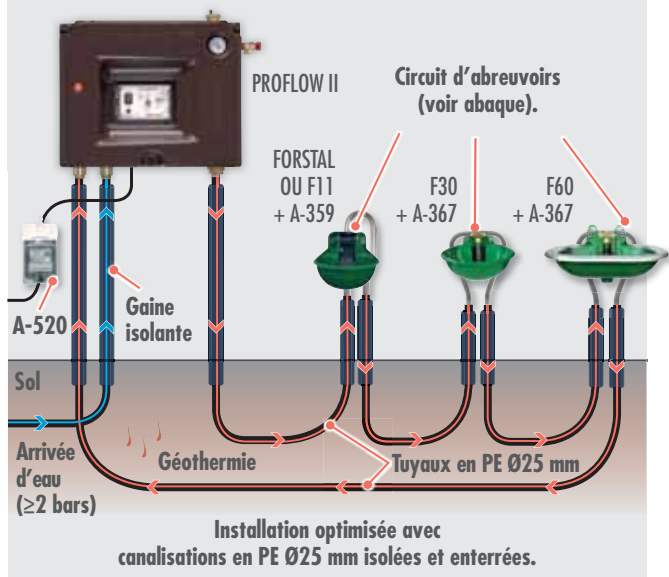 PROFLOW II
Circuit d’abreuvoirs
(voir abaque).
FORSTAL
OU F11
+ A-359
F30
+ A-367
F60
+ A-367
A-520
Gaine
isolante
Sol
Arrivée
d’eau
(≥2 bars)
Géothermie
Tuyaux en PE Ø25 mm
Installation optimisée avec
canalisations en PE Ø25 mm isolées et enterrées.